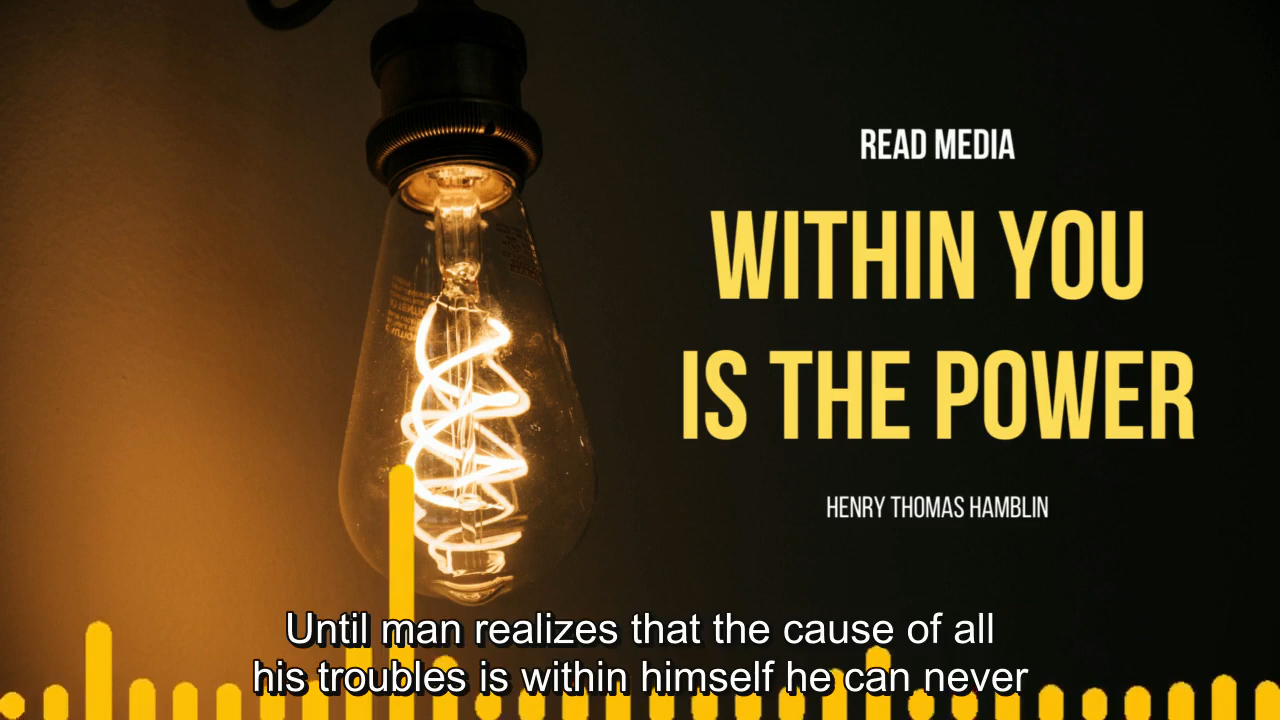 READ MEDIA
WITHIN YOU
IS THE POWER
HENRY THOMAS HAMBLIN
Until man realizes that the cause of all
his troubles is within himself he can never